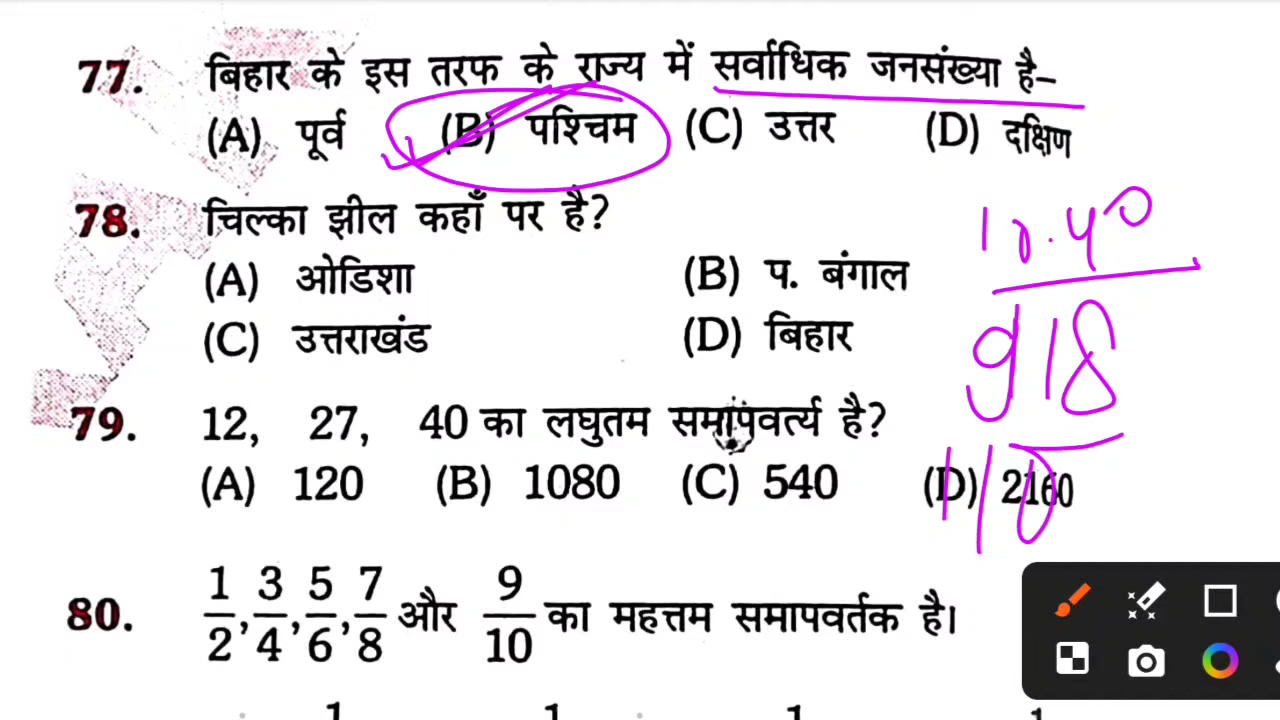 77. बिहार के इस तरफ के राज्य में सर्वाधिक जनसंख्या है–
(A) पूर्व (B) पश्चिम (C) उत्तर (D) दक्षिण
78. चिल्का झील कहाँ पर है?
(A) ओडिशा (B) प. बंगाल
(C) उत्तराखंड (D) बिहार
918
79. 12, 27, 40 का लघुतम समापवर्त्य है?
(A) 120 (B) 1080 (C) 540 (D) 2160
80. 1/2, 3/4, 5/6, 7/8 और 9/10 का महत्तम समापवर्तक है।